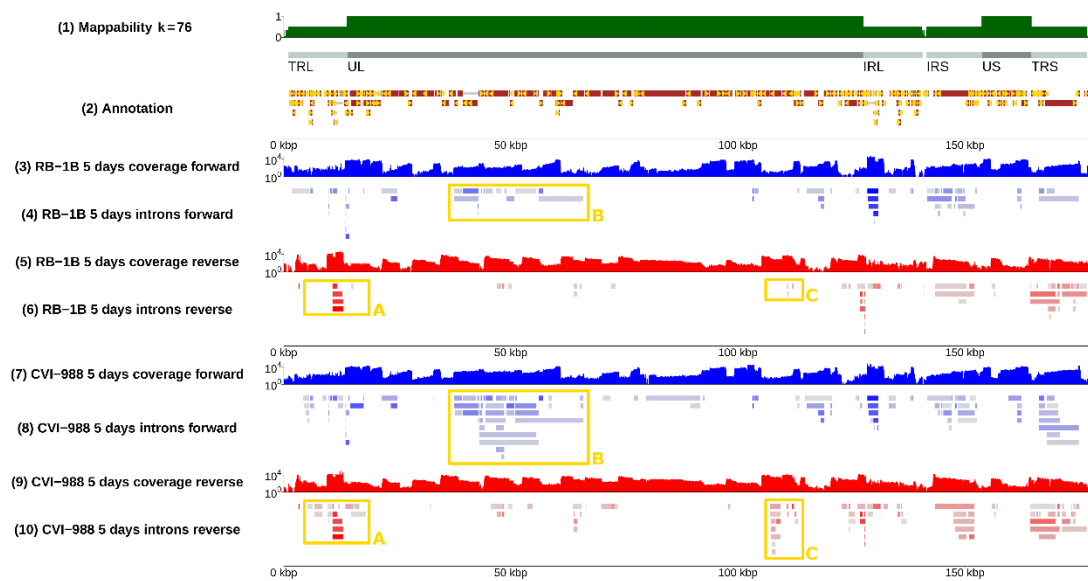 (1) Mappability k=76
1
0
TRL UL IRL IRS US TRS
(2) Annotation
0 kbp 50 kbp 100 kbp 150 kbp
(3) RB−1B 5 days coverage forward
10⁴
10⁰
(4) RB−1B 5 days introns forward
B
(5) RB−1B 5 days coverage reverse
10⁴
10⁰
(6) RB−1B 5 days introns reverse
A C
0 kbp 50 kbp 100 kbp 150 kbp
(7) CVI−988 5 days coverage forward
10⁴
10⁰
(8) CVI−988 5 days introns forward
B
(9) CVI−988 5 days coverage reverse
10⁴
10⁰
(10) CVI−988 5 days introns reverse
A C
0 kbp 50 kbp 100 kbp 150 kbp